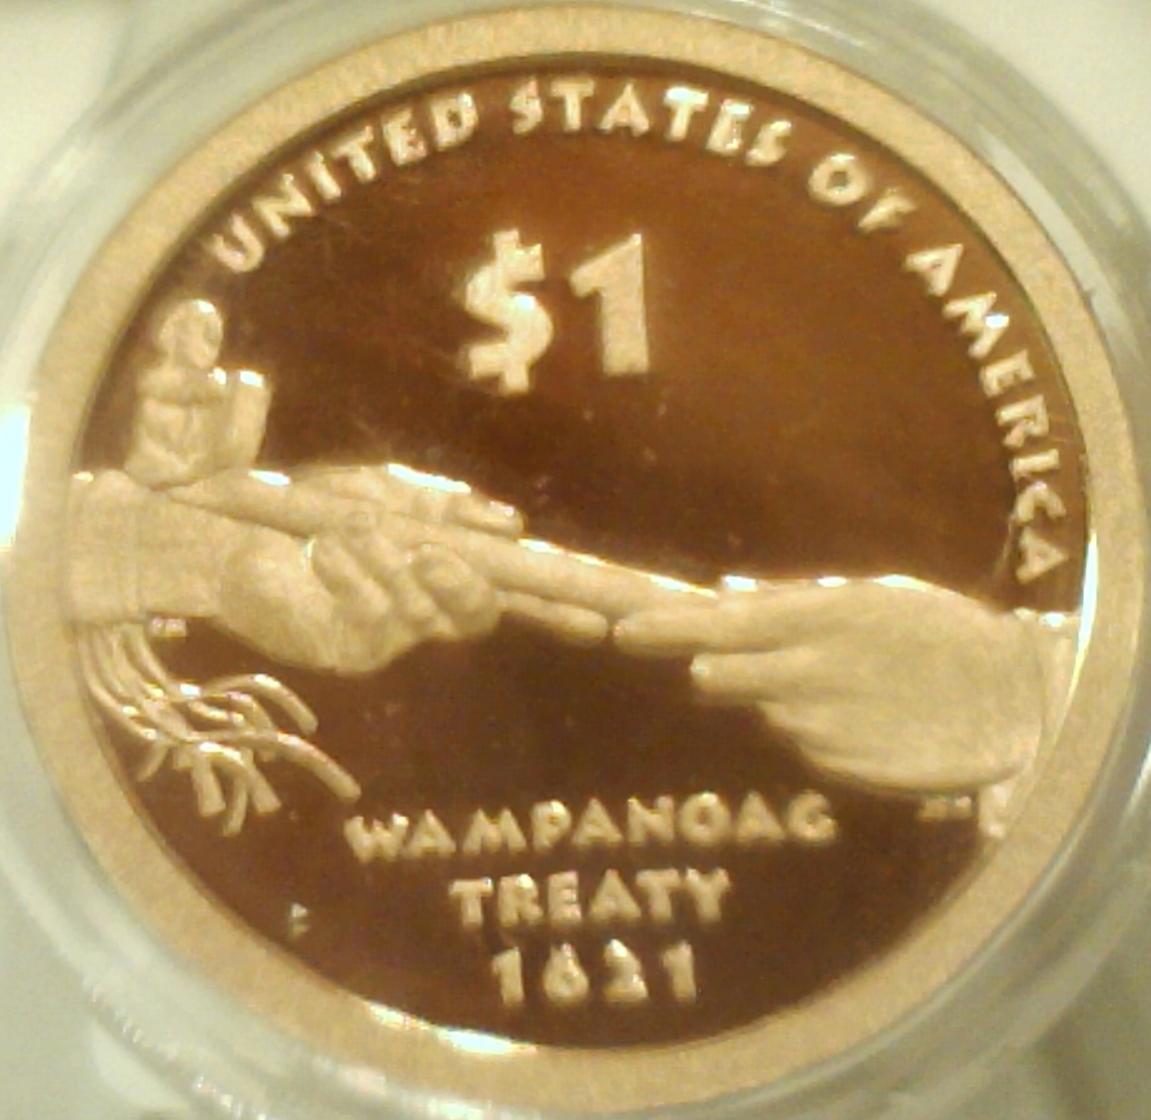 UNITED STATES OF AMERICA
$1
WAMPANOAG
TREATY
1621